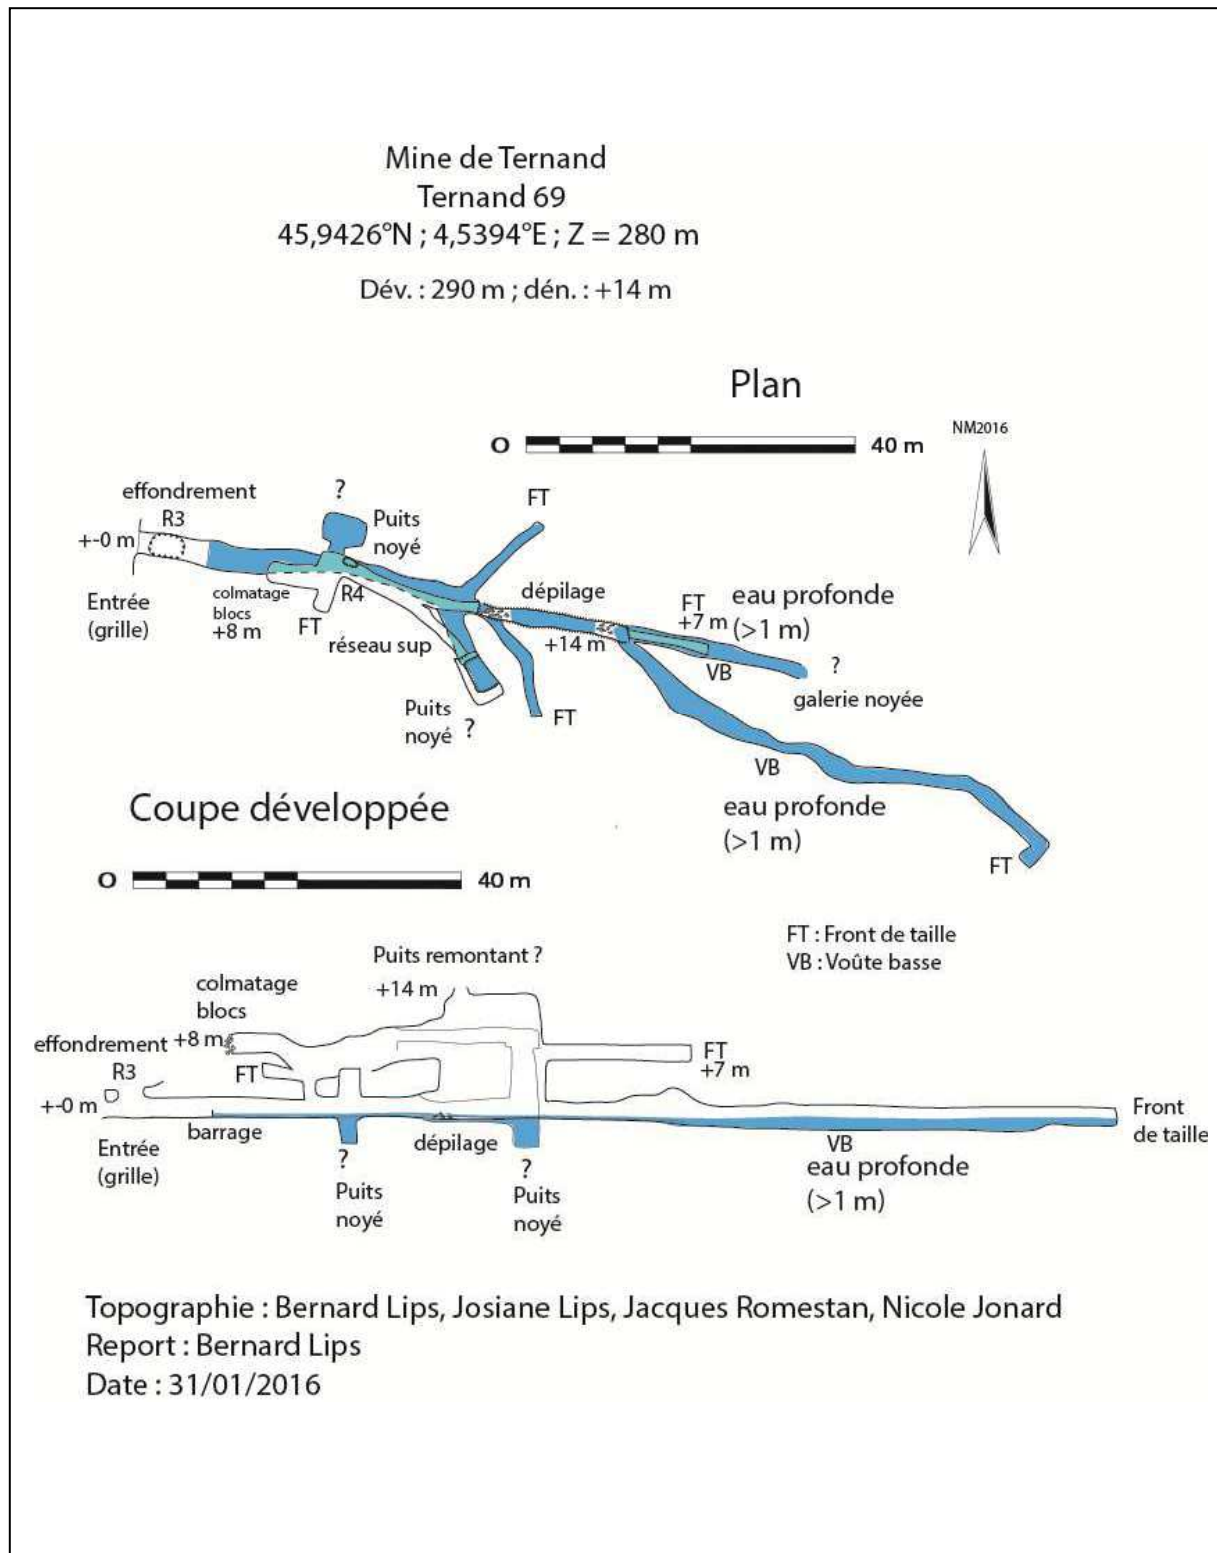 Mine de Ternand
Ternand 69
45,9426°N ; 4,5394°E ; Z = 280 m
Dév. : 290 m ; dén. : +14 m
Plan
O
40 m
NM2016
effondrement
R3
+-0 m
Entrée
(grille)
?
Puits
noyé
FT
colmatage
blocs
+8 m
FT
R4
réseau sup
dépilage
+14 m
FT
+7 m
eau profonde
(>1 m)
VB
?
galerie noyée
Puits
noyé
?
FT
VB
eau profonde
(>1 m)
FT
Coupe développée
O
40 m
FT : Front de taille
VB : Voûte basse
Puits remontant ?
+14 m
colmatage
blocs
+8 m
effondrement
R3
FT
FT
+7 m
+-0 m
Entrée
(grille)
barrage
?
Puits
noyé
dépilage
?
Puits
noyé
VB
eau profonde
(>1 m)
Front
de taille
Topographie : Bernard Lips, Josiane Lips, Jacques Romestan, Nicole Jonard
Report : Bernard Lips
Date : 31/01/2016